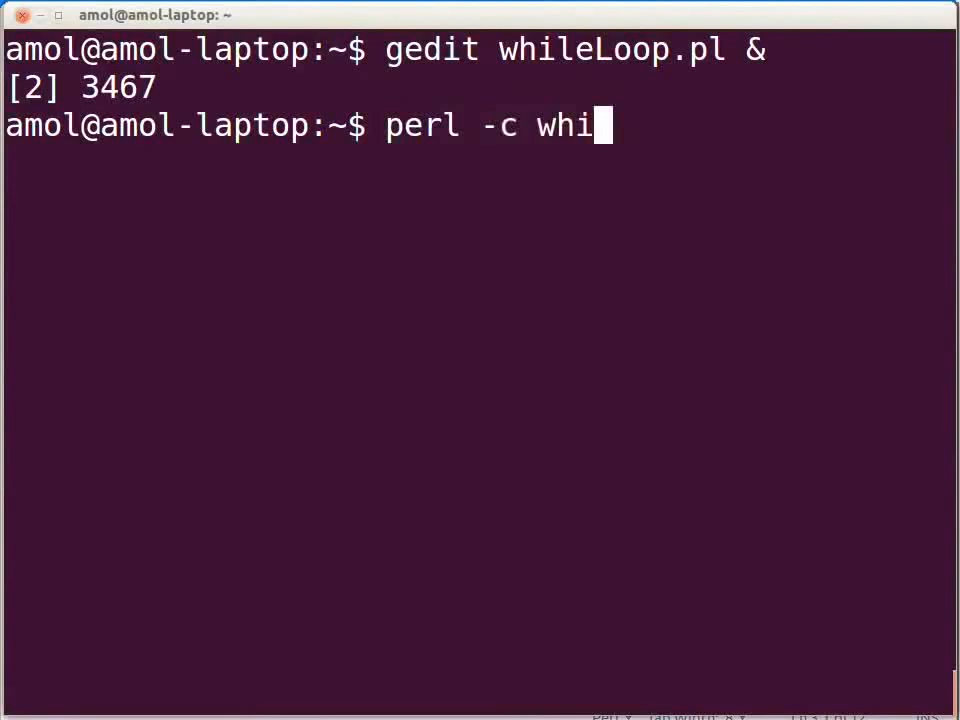 amol@amol-laptop: ~
amol@amol-laptop:~$ gedit whileLoop.pl &
[2] 3467
amol@amol-laptop:~$ perl -c whi